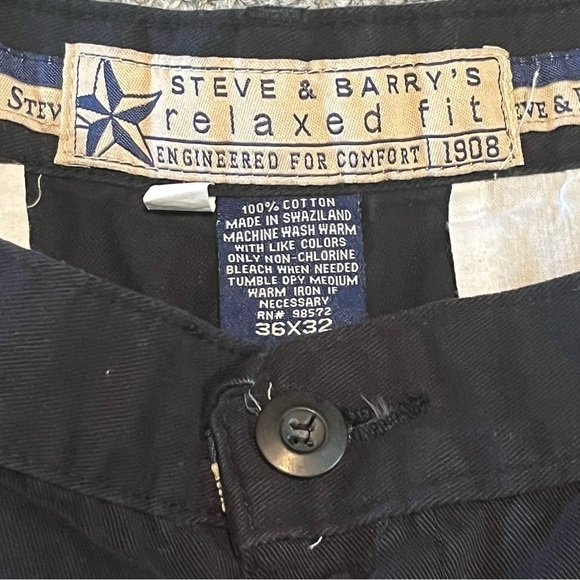 STEVE & BARRY'S
relaxed fit
ENGINEERED FOR COMFORT 1908
STEV
EVE & B
100% COTTON
MADE IN SWAZILAND
MACHINE WASH WARM
WITH LIKE COLORS
ONLY NON-CHLORINE
BLEACH WHEN NEEDED
TUMBLE DRY MEDIUM
WARM IRON IF
NECESSARY
RN# 98572
36X32